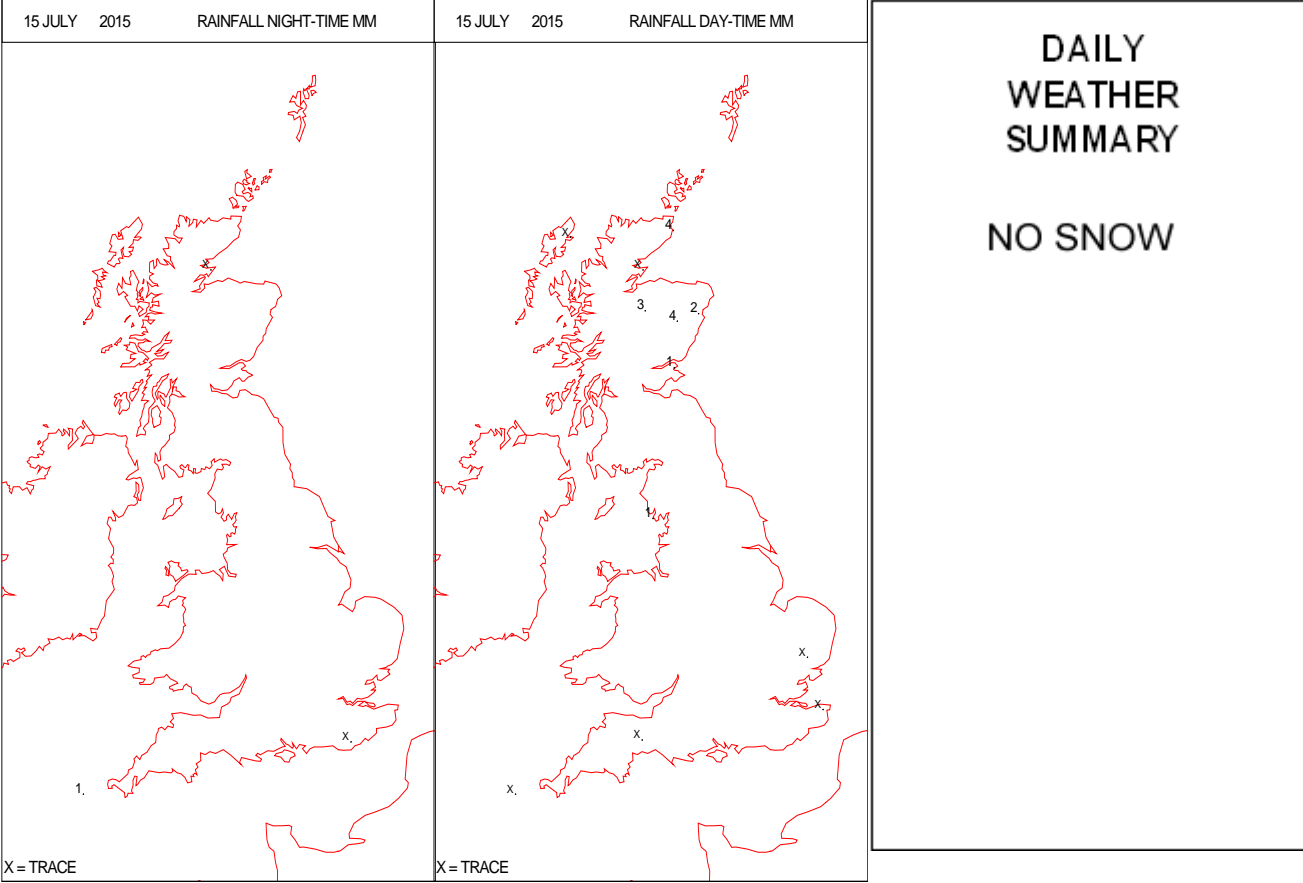 15 JULY 2015 RAINFALL NIGHT-TIME MM
X
X.
1.
X = TRACE
15 JULY 2015 RAINFALL DAY-TIME MM
4.
X.
X
3.
4.
2.
1
1.
X.
X.
X.
X.
X = TRACE
DAILY
WEATHER
SUMMARY
NO SNOW